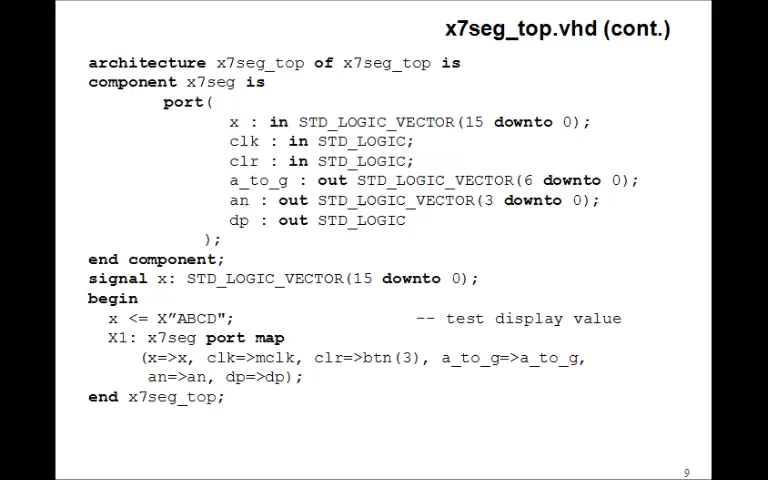 x7seg_top.vhd (cont.)
architecture x7seg_top of x7seg_top is
component x7seg is
port(
x : in STD_LOGIC_VECTOR(15 downto 0);
clk : in STD_LOGIC;
clr : in STD_LOGIC;
a_to_g : out STD_LOGIC_VECTOR(6 downto 0);
an : out STD_LOGIC_VECTOR(3 downto 0);
dp : out STD_LOGIC
);
end component;
signal x: STD_LOGIC_VECTOR(15 downto 0);
begin
x <= X”ABCD"; -- test display value
X1: x7seg port map
(x=>x, clk=>mclk, clr=>btn(3), a_to_g=>a_to_g,
an=>an, dp=>dp);
end x7seg_top;
9